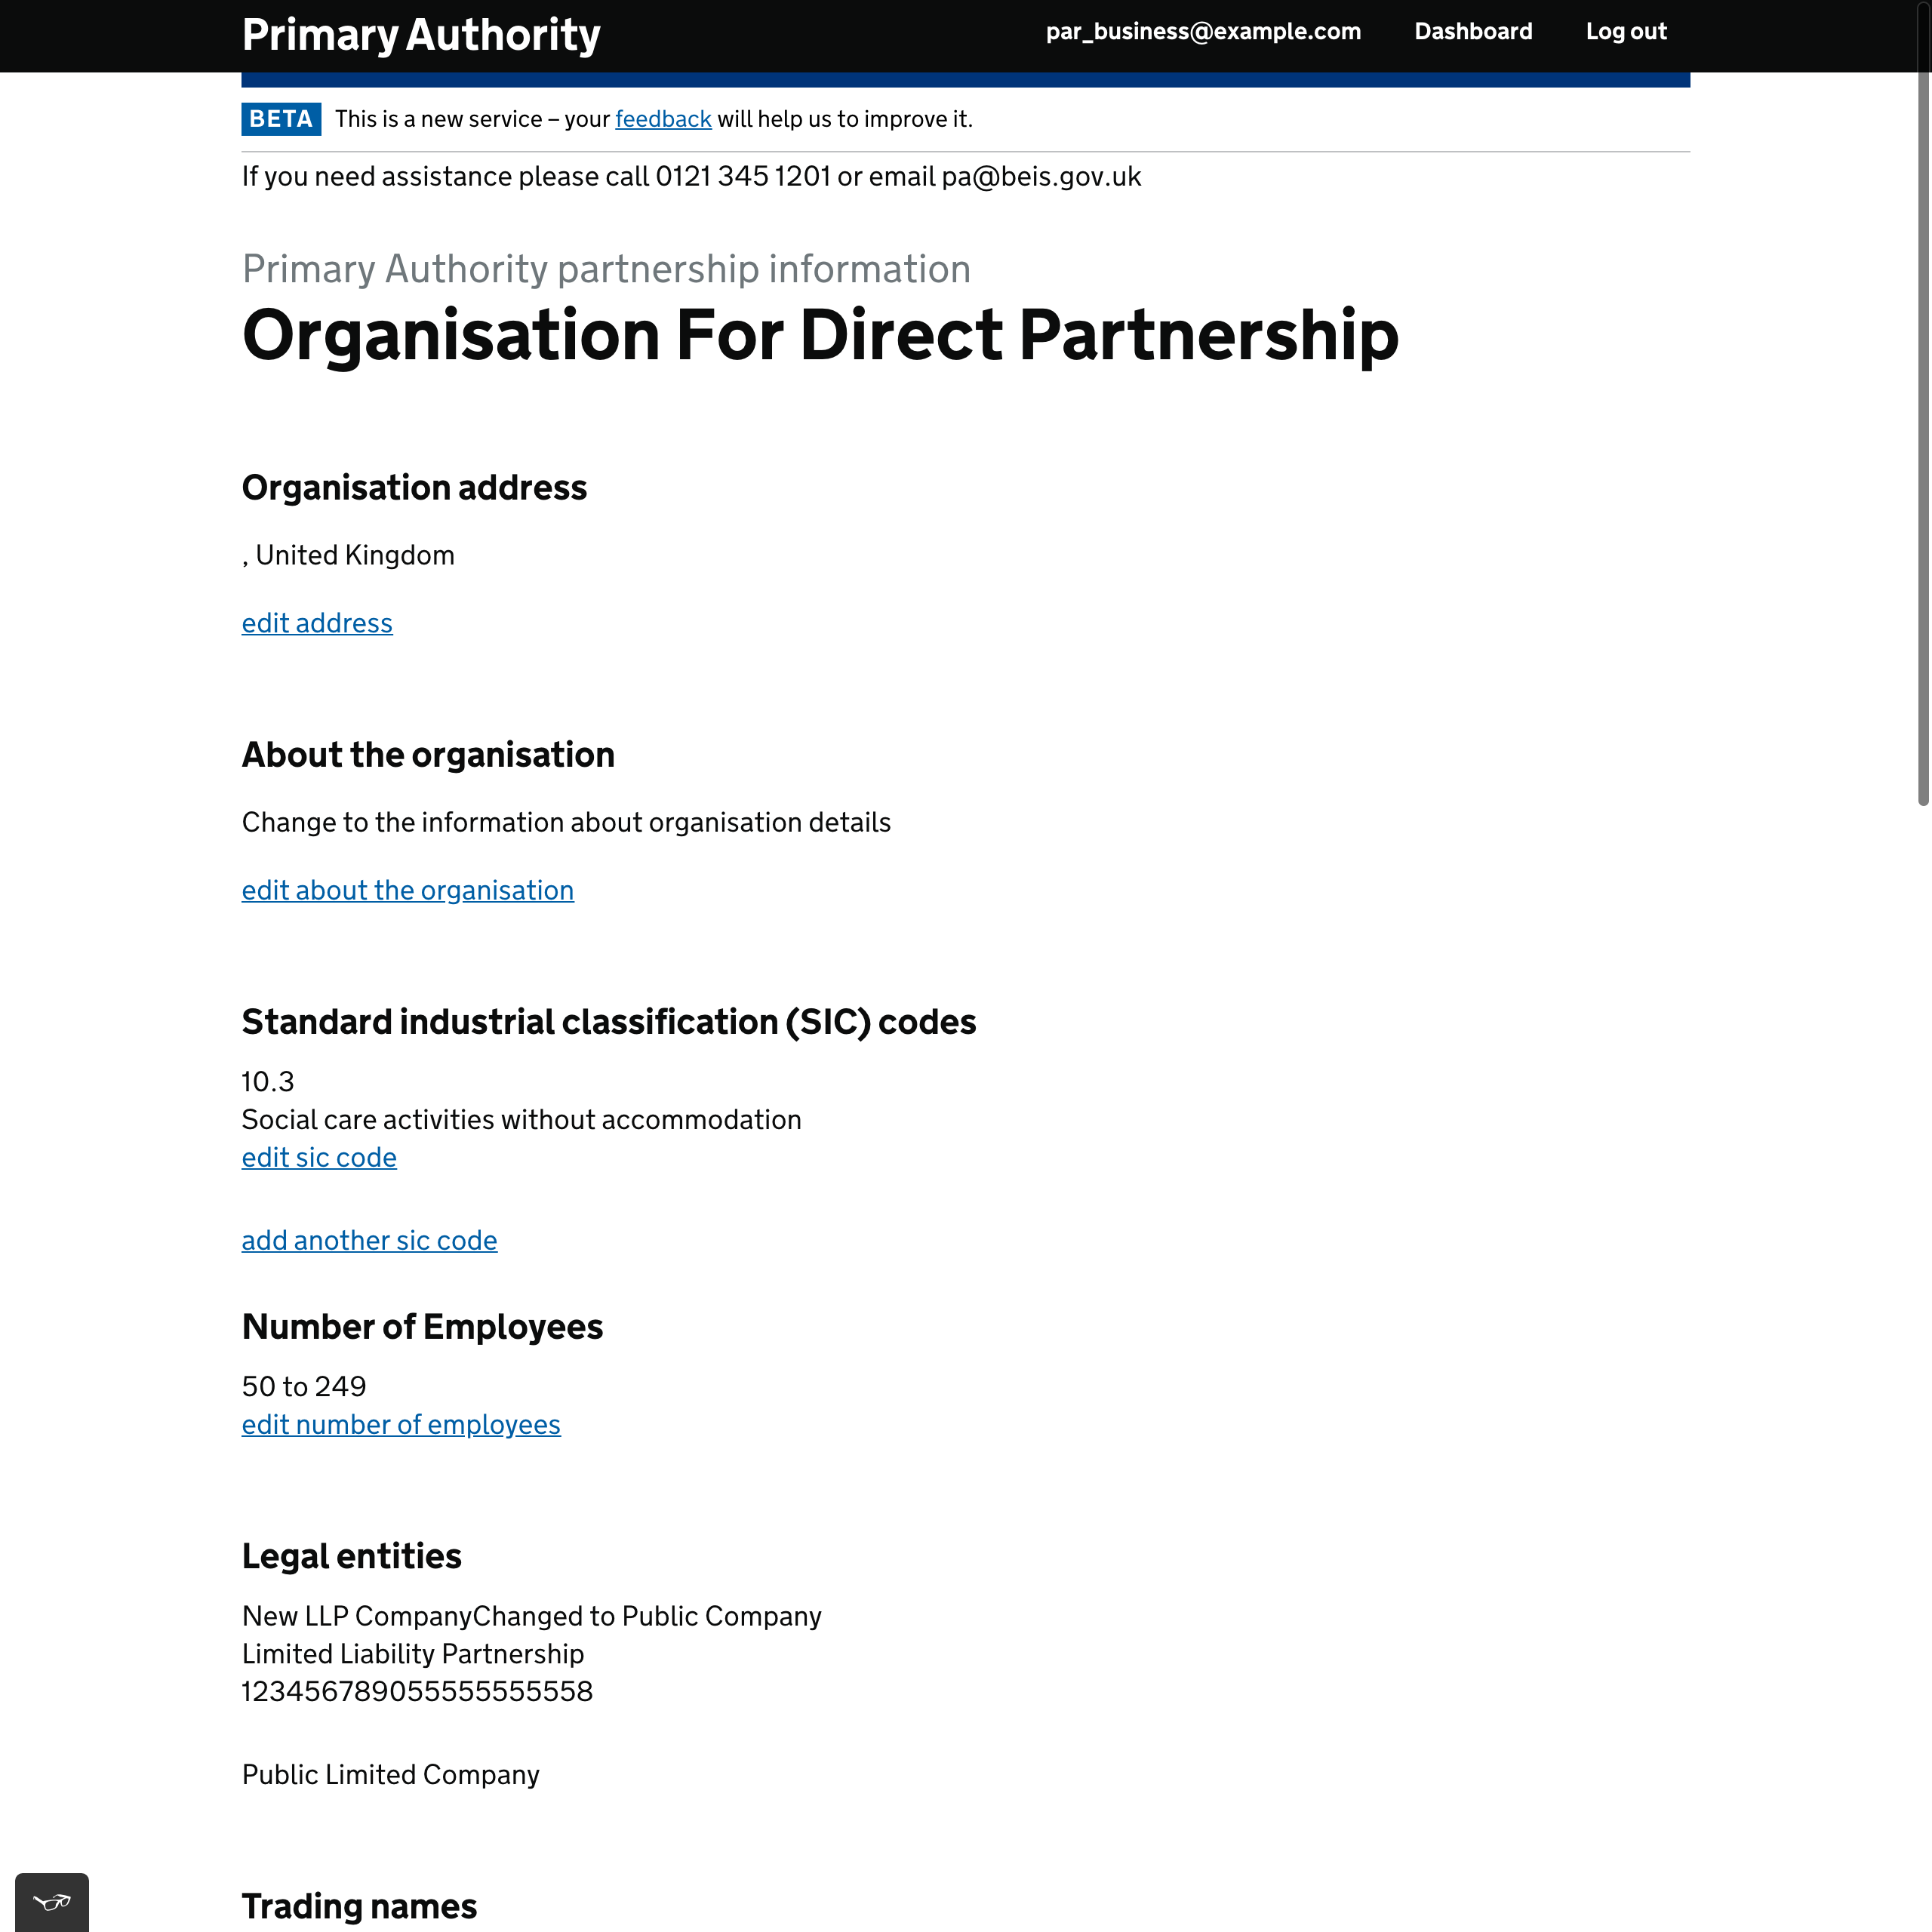 Primary Authority
par_business@example.com Dashboard Log out
BETA This is a new service – your feedback will help us to improve it.
If you need assistance please call 0121 345 1201 or email pa@beis.gov.uk
Primary Authority partnership information
Organisation For Direct Partnership
Organisation address
, United Kingdom
edit address
About the organisation
Change to the information about organisation details
edit about the organisation
Standard industrial classification (SIC) codes
10.3
Social care activities without accommodation
edit sic code
add another sic code
Number of Employees
50 to 249
edit number of employees
Legal entities
New LLP CompanyChanged to Public Company
Limited Liability Partnership
123456789055555555558
Public Limited Company
Trading names